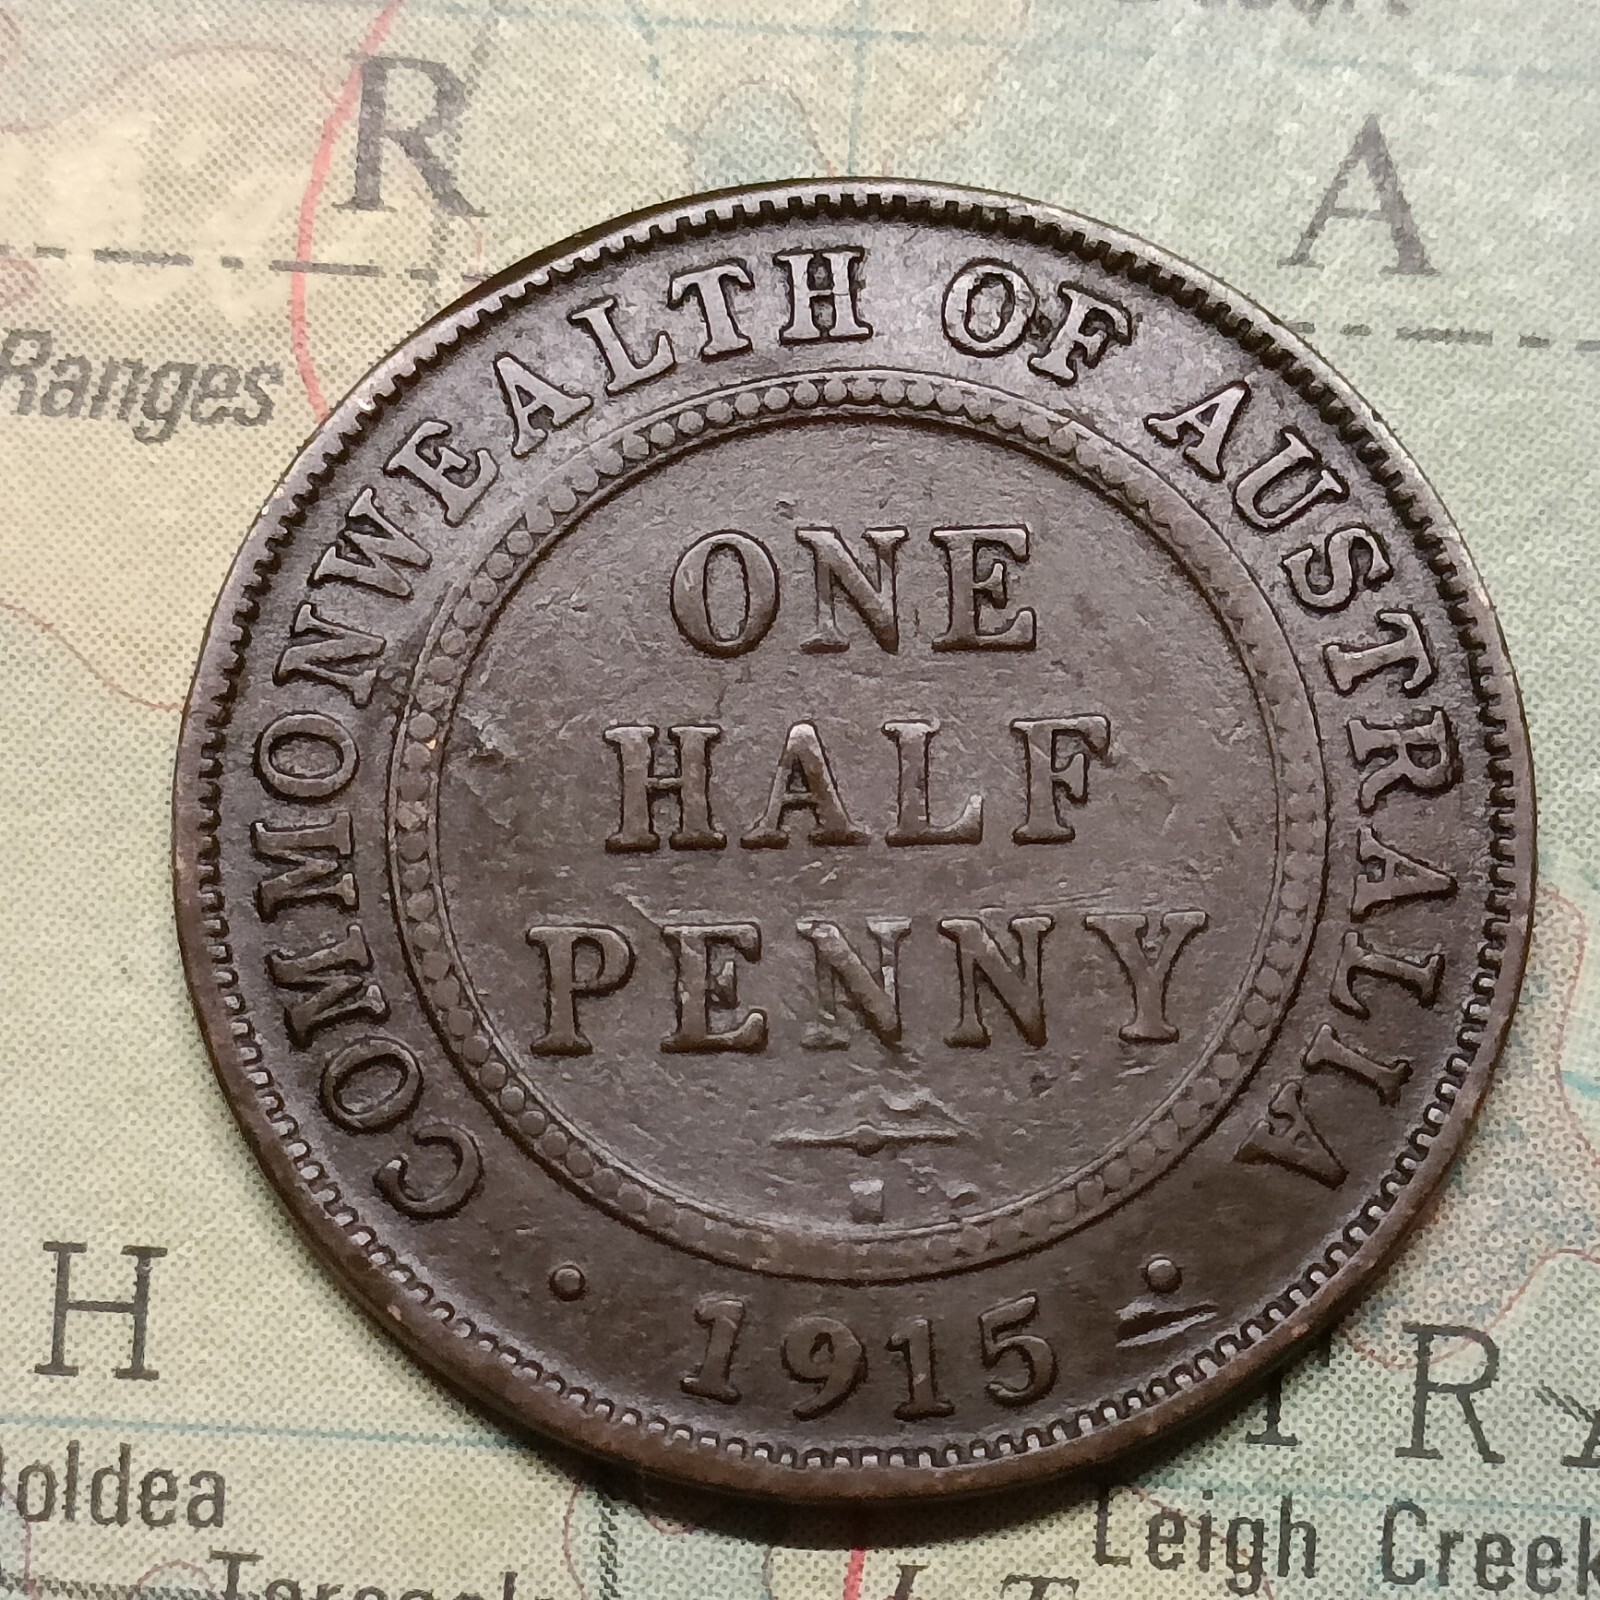 R
A
Ranges
COMMONWEALTH OF AUSTRALIA
ONE
HALF
PENNY
1915
H
R
oldea
Leigh Creek